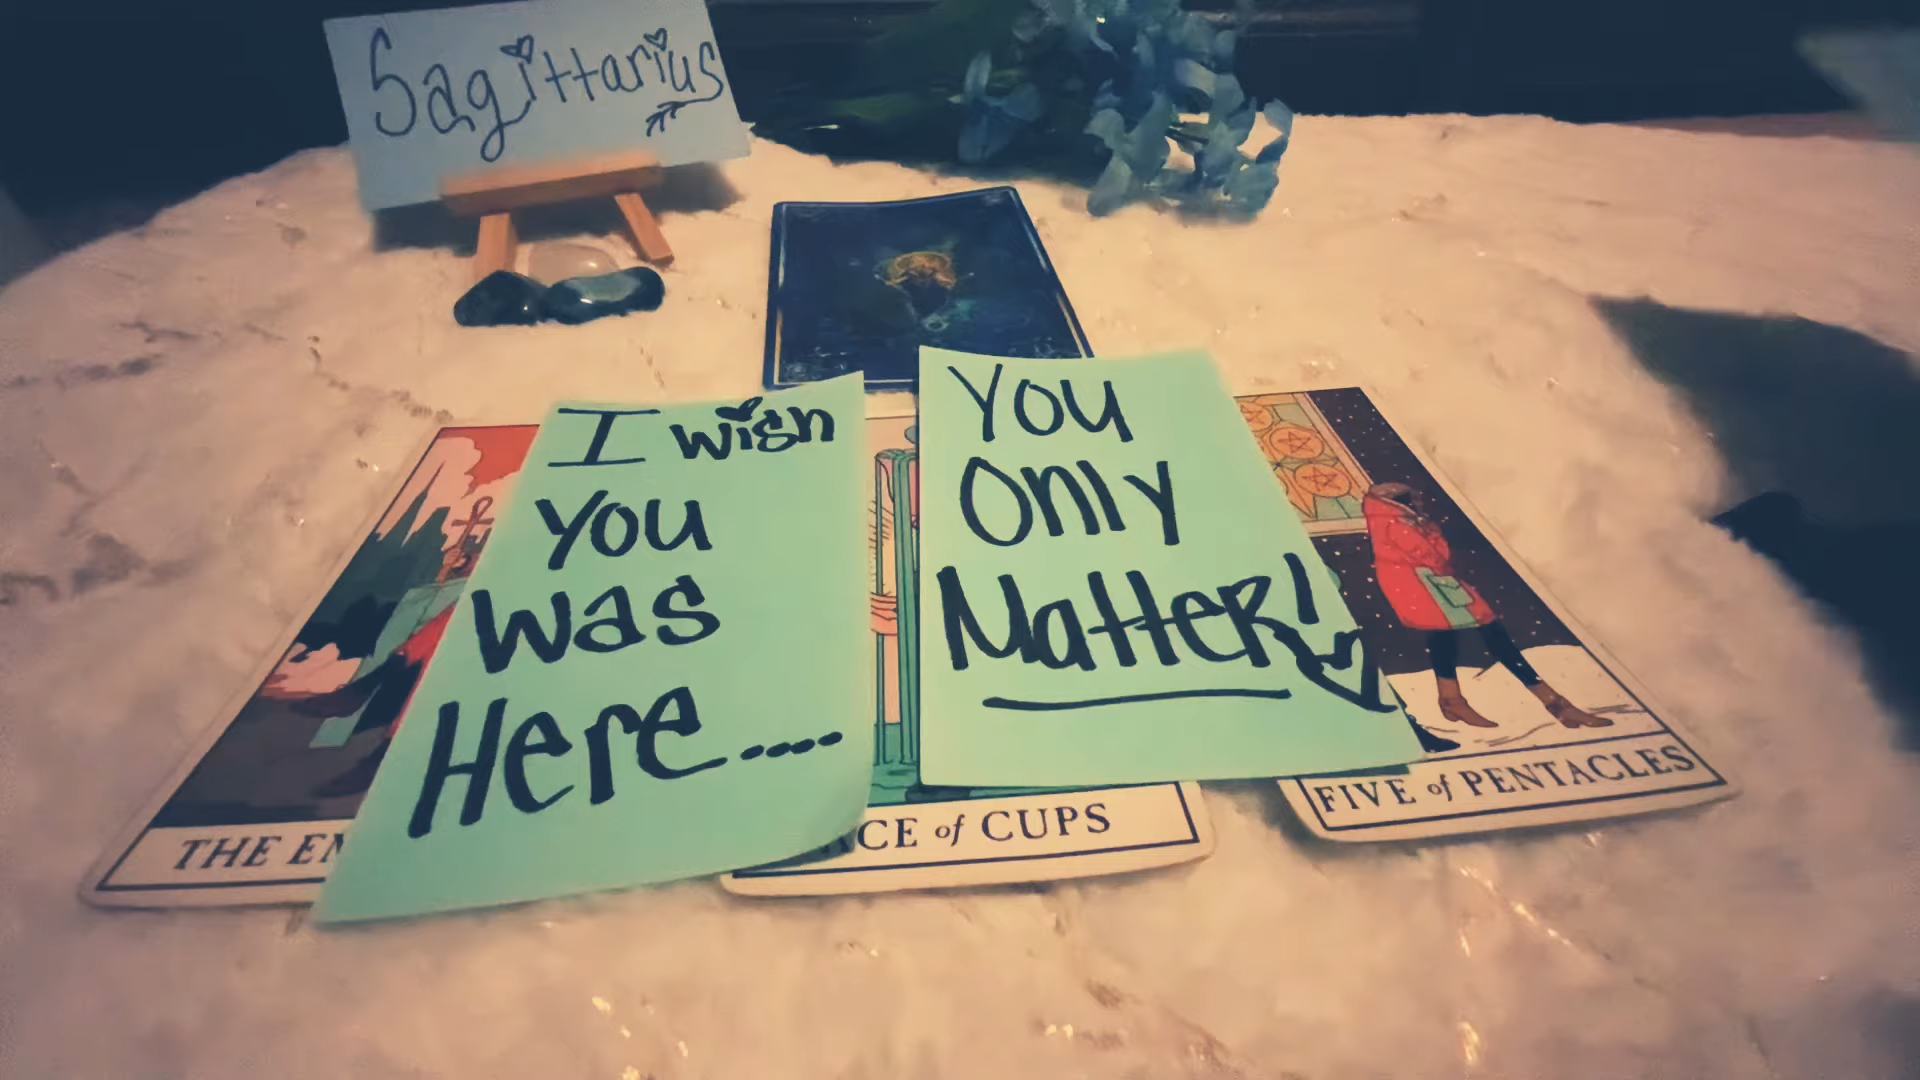 Sagittarius
I wish
You
Was
Here....
You
Only
Matter!
THE EM
CE of CUPS
FIVE of PENTACLES